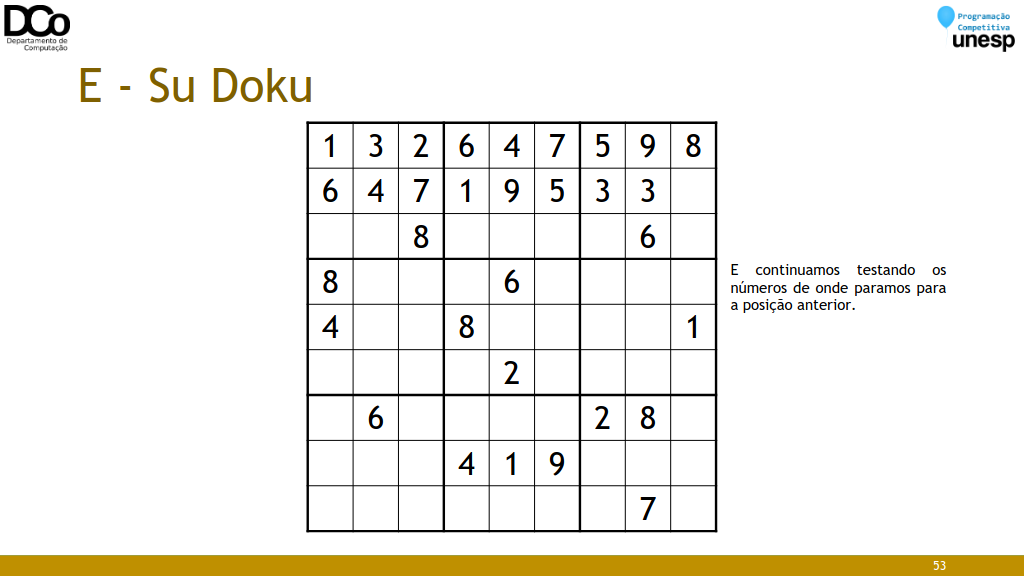 DCo
Departamento de
Computação
Programação
Competitiva
unesp
E - Su Doku
1 3 2 6 4 7 5 9 8
6 4 7 1 9 5 3 3
8 6
8 6
4 8 1
2
6 2 8
4 1 9
7
E continuamos testando os
números de onde paramos para
a posição anterior.
53